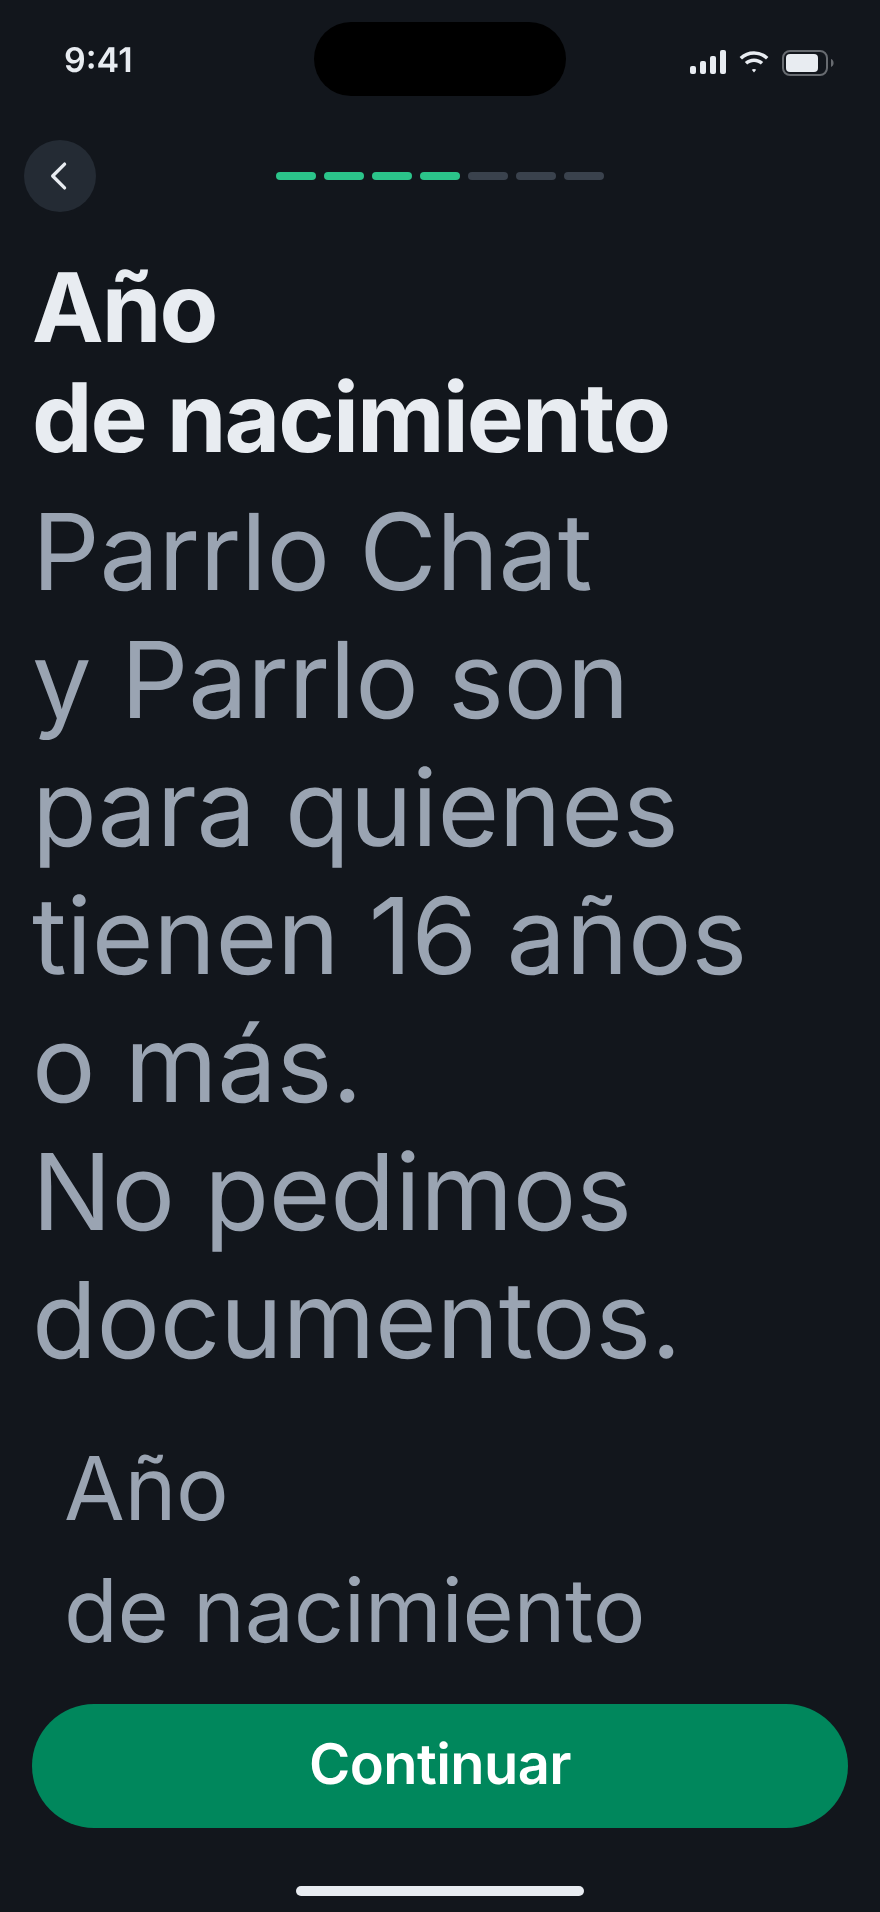 9:41
Año
de nacimiento
Parrlo Chat
y Parrlo son
para quienes
tienen 16 años
o más.
No pedimos
documentos.
Año
de nacimiento
Continuar